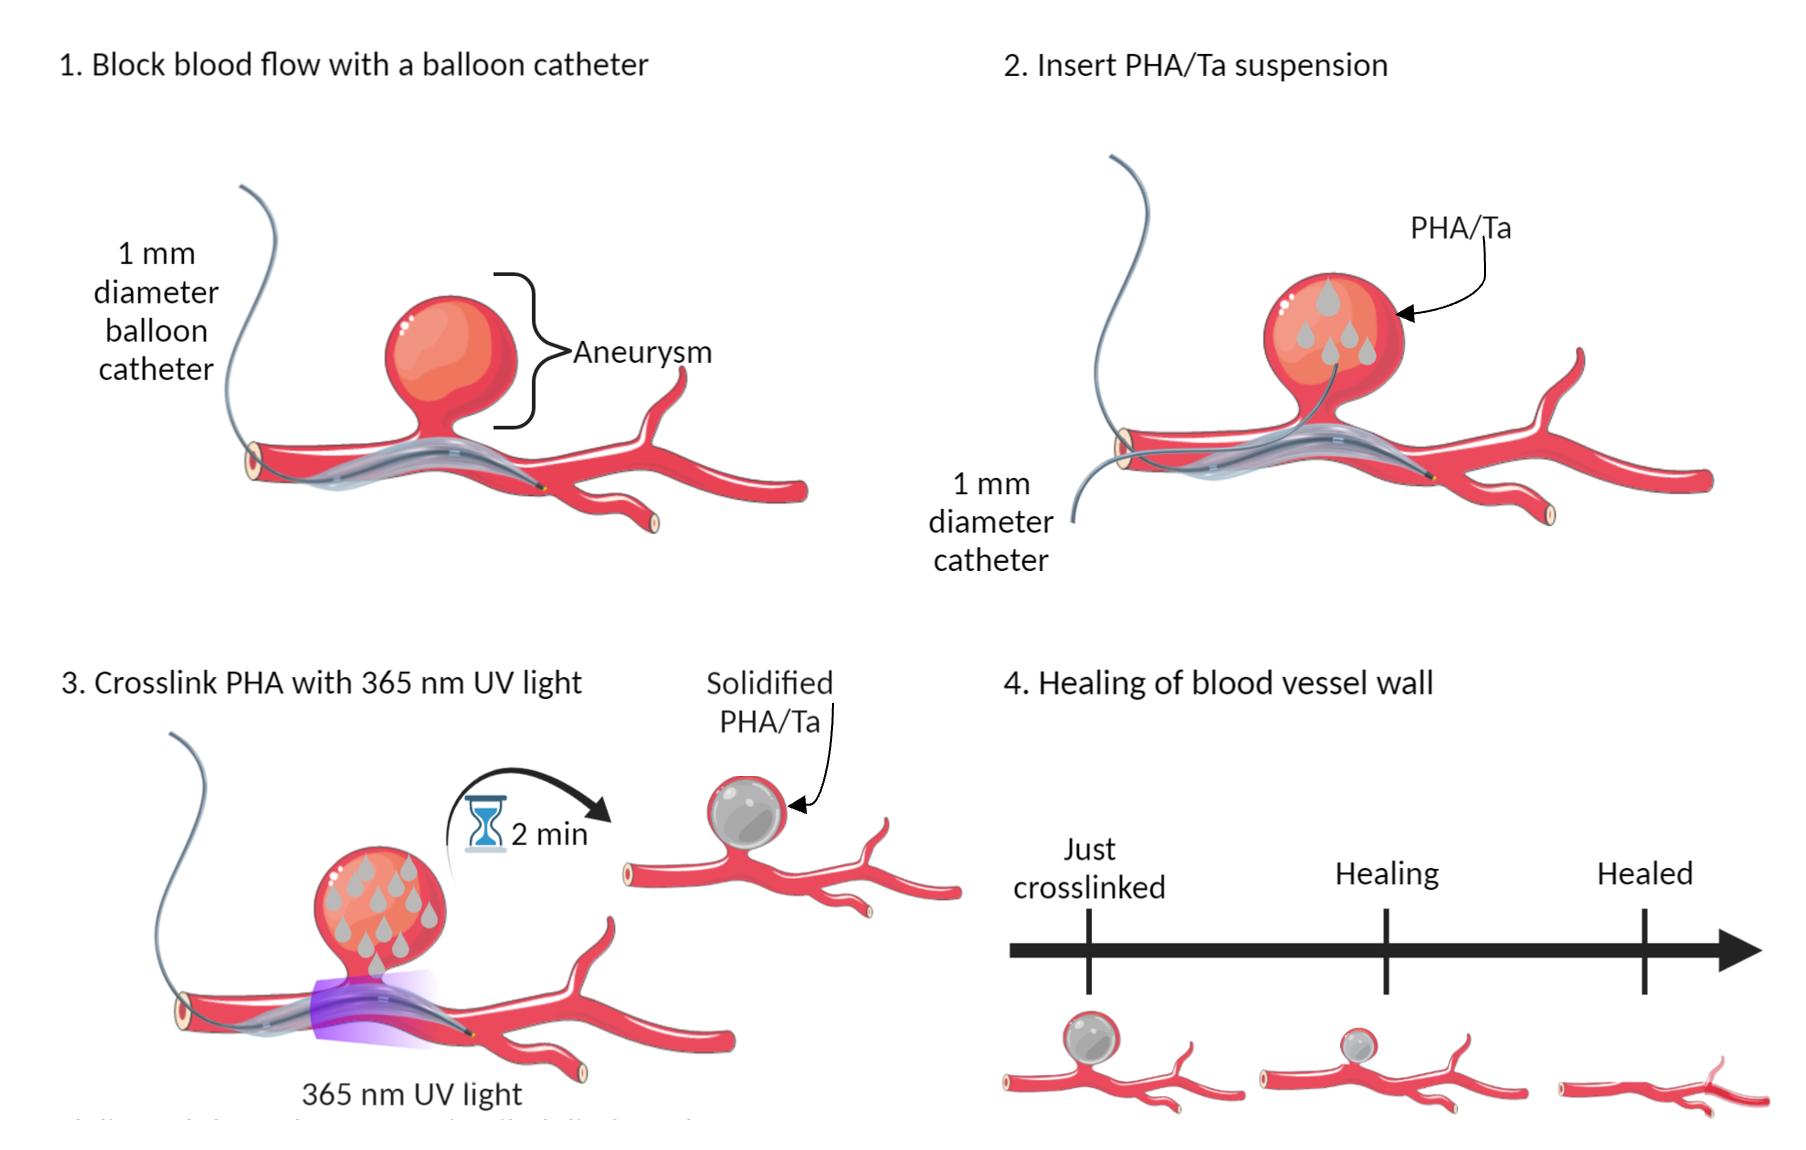 1. Block blood flow with a balloon catheter
1 mm
diameter
balloon
catheter
Aneurysm
2. Insert PHA/Ta suspension
PHA/Ta
1 mm
diameter
catheter
3. Crosslink PHA with 365 nm UV light
Solidified
PHA/Ta
2 min
365 nm UV light
4. Healing of blood vessel wall
Just
crosslinked
Healing
Healed